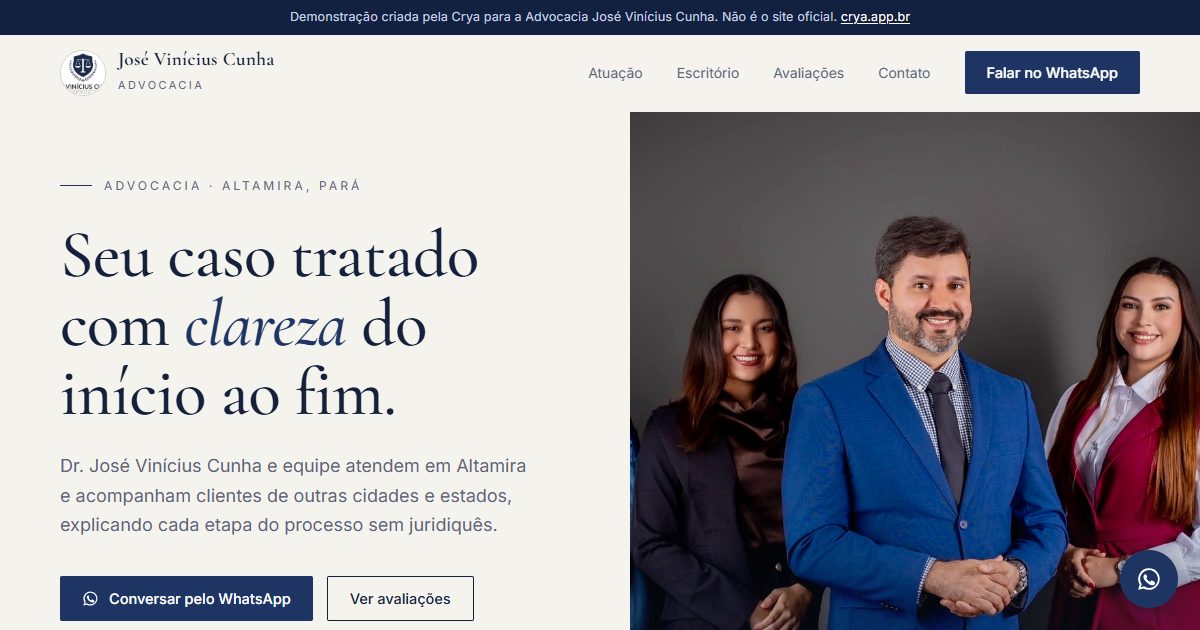 Demonstração criada pela Crya para a Advocacia José Vinícius Cunha. Não é o site oficial. crya.app.br
José Vinícius Cunha
ADVOCACIA
Atuação
Escritório
Avaliações
Contato
Falar no WhatsApp
ADVOCACIA · ALTAMIRA, PARÁ
Seu caso tratado
com clareza do
início ao fim.
Dr. José Vinícius Cunha e equipe atendem em Altamira
e acompanham clientes de outras cidades e estados,
explicando cada etapa do processo sem juridiquês.
Conversar pelo WhatsApp
Ver avaliações